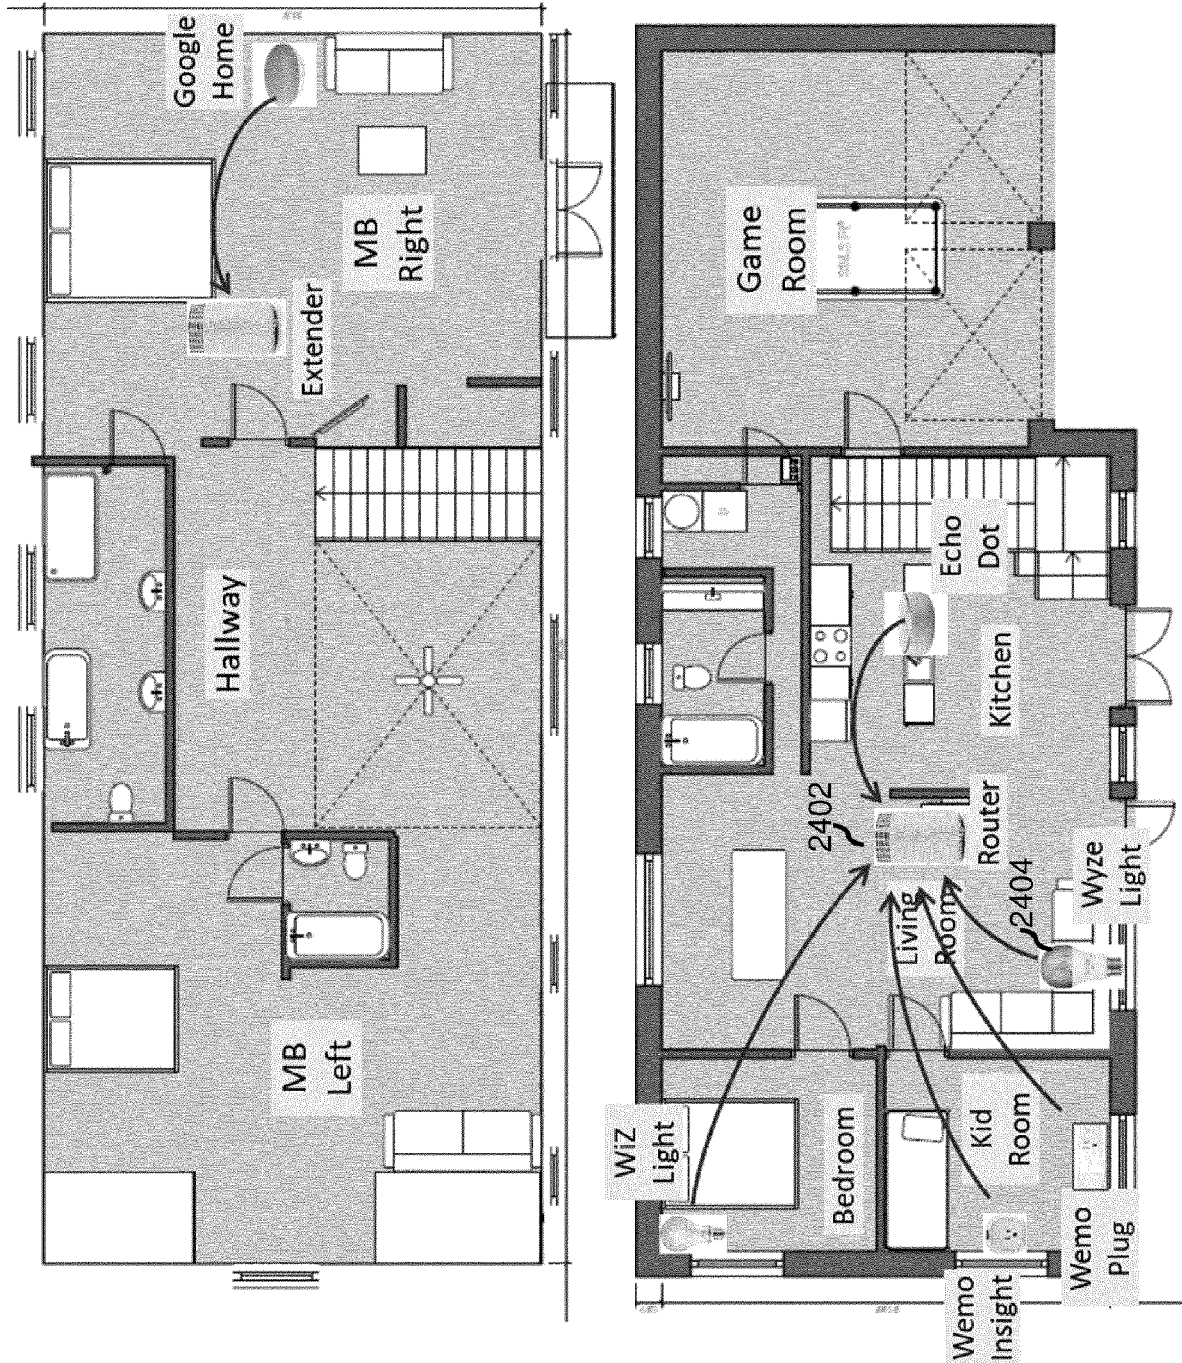 Google
Home
MB
Right
Extender
Hallway
MB
Left
Game
Room
Echo
Dot
Kitchen
2402
Router
Living
Room
2404
Wyze
Light
WiZ
Light
Bedroom
Kid
Room
Wemo
Insight
Wemo
Plug